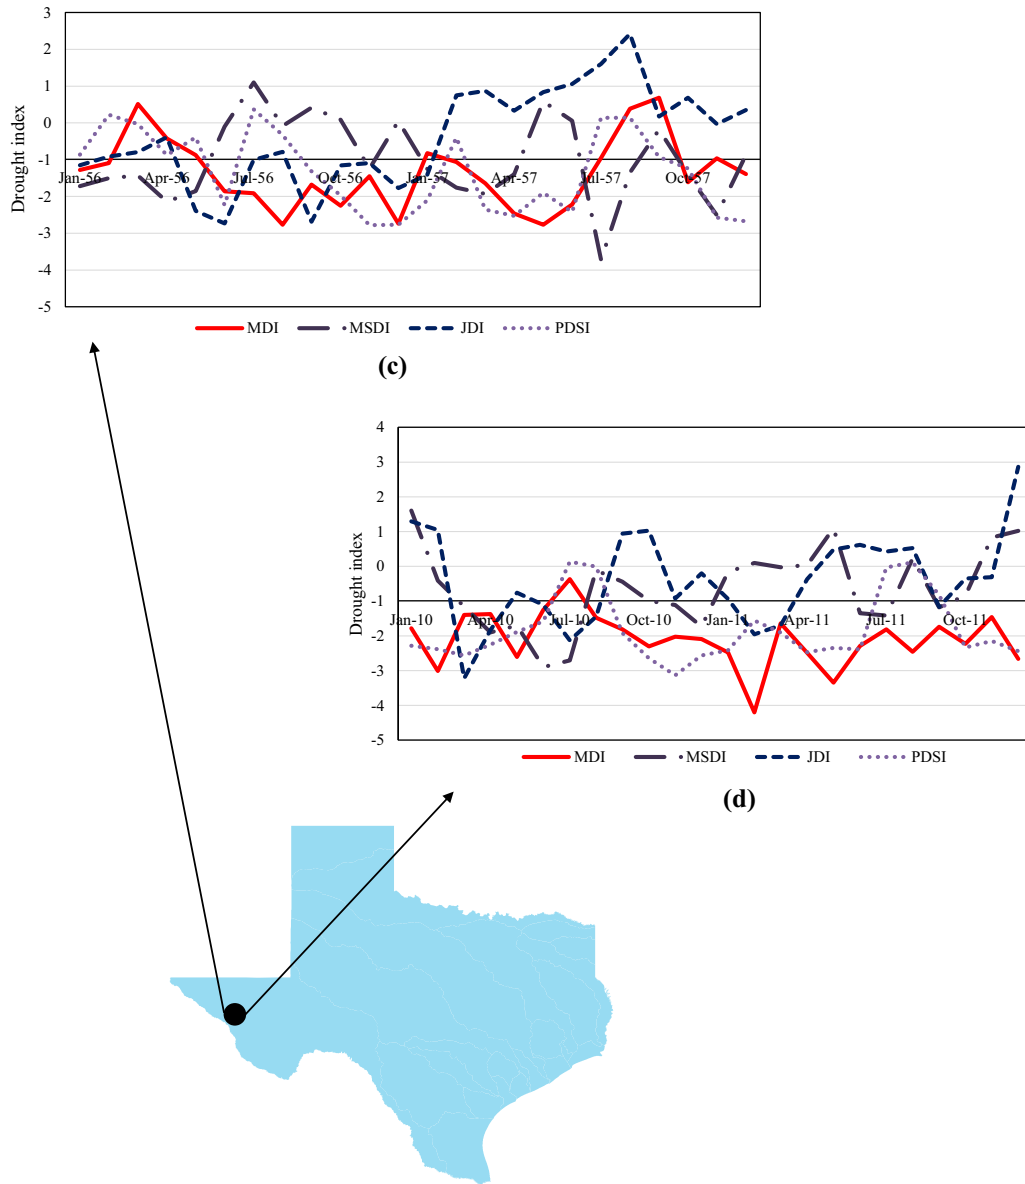 3
2
1
0
-1
-2
-3
-4
-5
Drought index
Jan-56 Apr-56 Jul-56 Oct-56 Jan-57 Apr-57 Jul-57 Oct-57
MDI MSDI JDI PDSI
(c)
4
3
2
1
0
-1
-2
-3
-4
-5
Drought index
Jan-10 Apr-10 Jul-10 Oct-10 Jan-11 Apr-11 Jul-11 Oct-11
MDI MSDI JDI PDSI
(d)